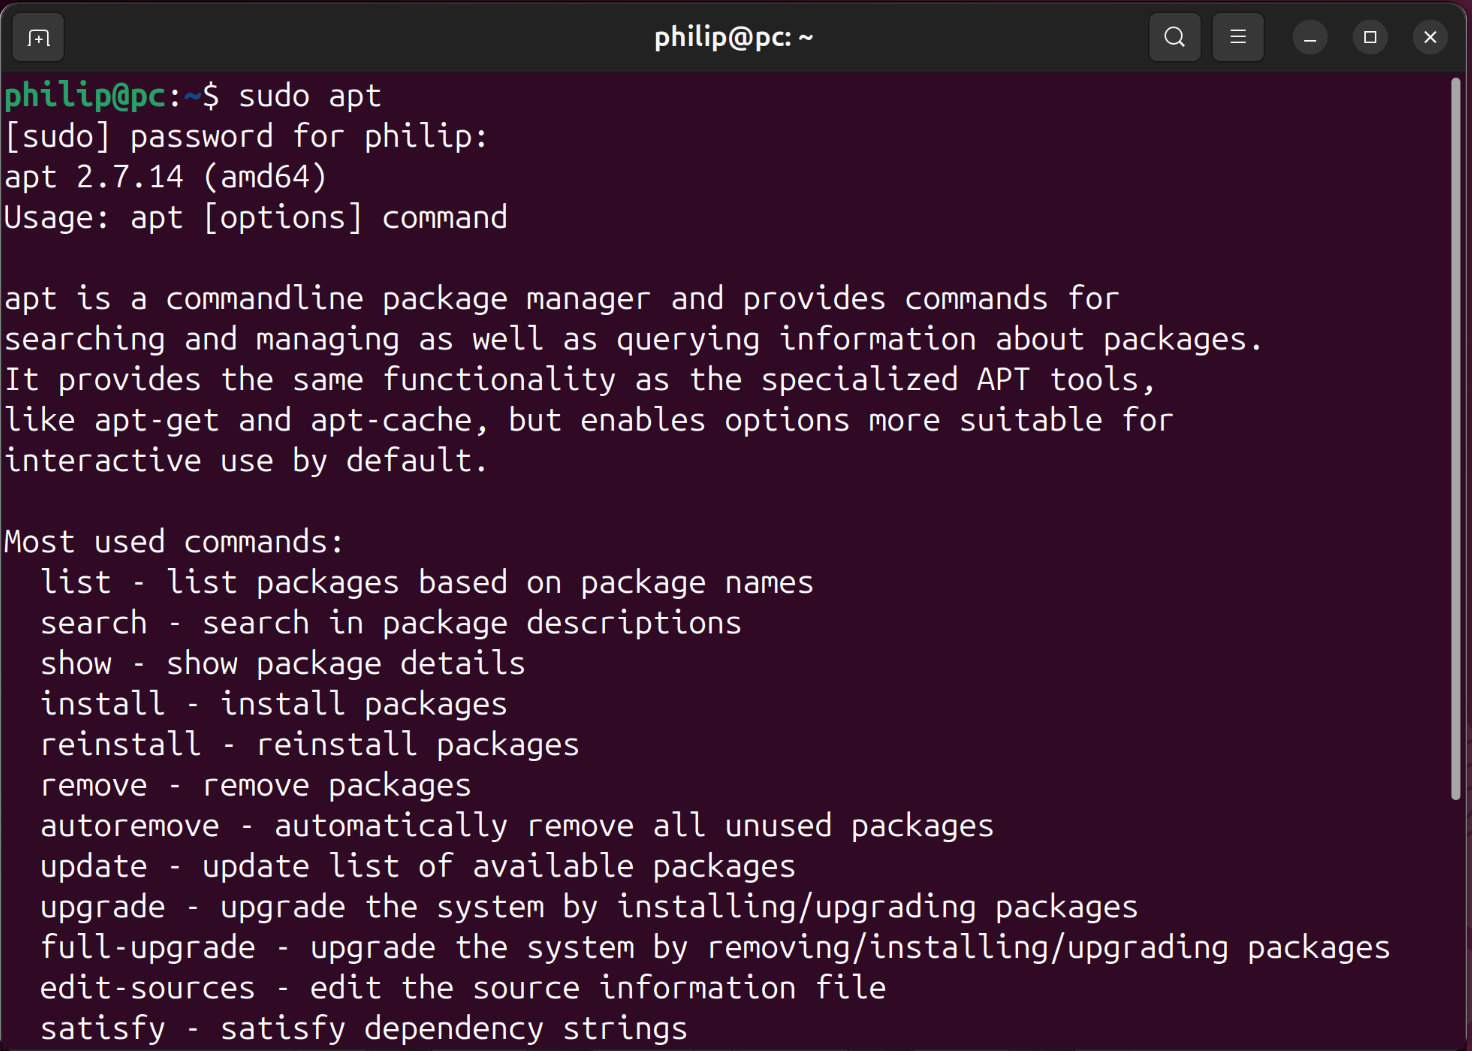 philip@pc: ~
philip@pc:~$ sudo apt
[sudo] password for philip:
apt 2.7.14 (amd64)
Usage: apt [options] command
apt is a commandline package manager and provides commands for
searching and managing as well as querying information about packages.
It provides the same functionality as the specialized APT tools,
like apt-get and apt-cache, but enables options more suitable for
interactive use by default.
Most used commands:
  list - list packages based on package names
  search - search in package descriptions
  show - show package details
  install - install packages
  reinstall - reinstall packages
  remove - remove packages
  autoremove - automatically remove all unused packages
  update - update list of available packages
  upgrade - upgrade the system by installing/upgrading packages
  full-upgrade - upgrade the system by removing/installing/upgrading packages
  edit-sources - edit the source information file
  satisfy - satisfy dependency strings